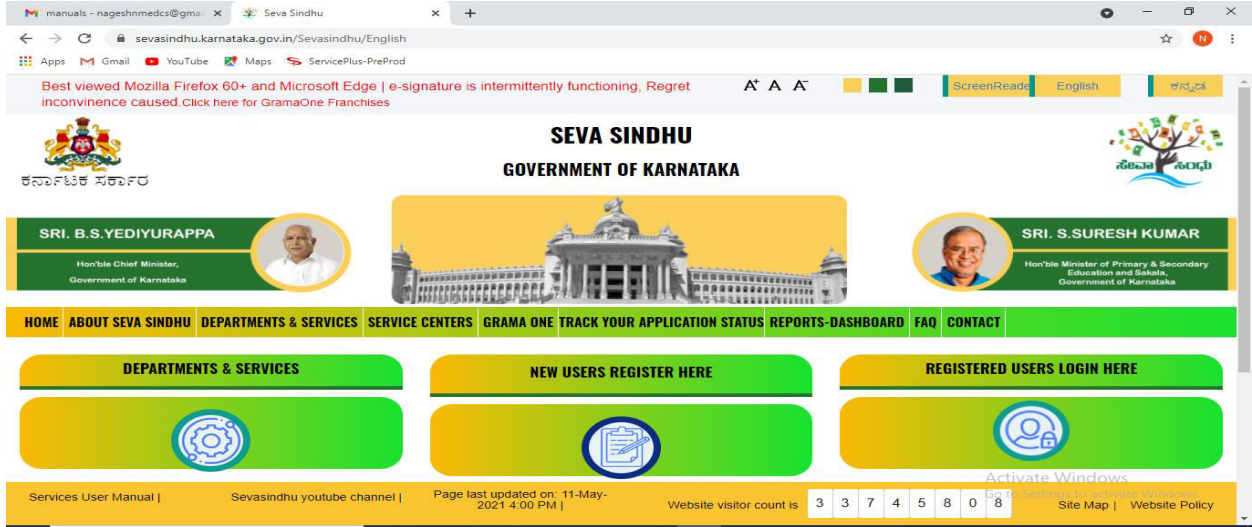 manuals - nageshnmedcs@gmai
Seva Sindhu
sevasindhu.karnataka.gov.in/Sevasindhu/English
N
Apps Gmail YouTube Maps ServicePlus-PreProd
Best viewed Mozilla Firefox 60+ and Microsoft Edge | e-signature is intermittently functioning, Regret
inconvinence caused.Click here for GramaOne Franchises
A+ A A-
ScreenReade
English
ಕನ್ನಡ
ಕರ್ನಾಟಕ ಸರ್ಕಾರ
SEVA SINDHU
GOVERNMENT OF KARNATAKA
ಸೇವಾ ಸಿಂಧು
SRI. B.S.YEDIYURAPPA
Hon'ble Chief Minister,
Government of Karnataka
SRI. S.SURESH KUMAR
Hon'ble Minister of Primary & Secondary
Education and Sakala,
Government of Karnataka
HOME ABOUT SEVA SINDHU DEPARTMENTS & SERVICES SERVICE CENTERS GRAMA ONE TRACK YOUR APPLICATION STATUS REPORTS-DASHBOARD FAQ CONTACT
DEPARTMENTS & SERVICES
NEW USERS REGISTER HERE
REGISTERED USERS LOGIN HERE
Activate Windows
Go to Settings to activate Windows.
Services User Manual |
Sevasindhu youtube channel |
Page last updated on: 11-May-
2021 4:00 PM |
Website visitor count is 3 3 7 4 5 8 0 8
Site Map | Website Policy